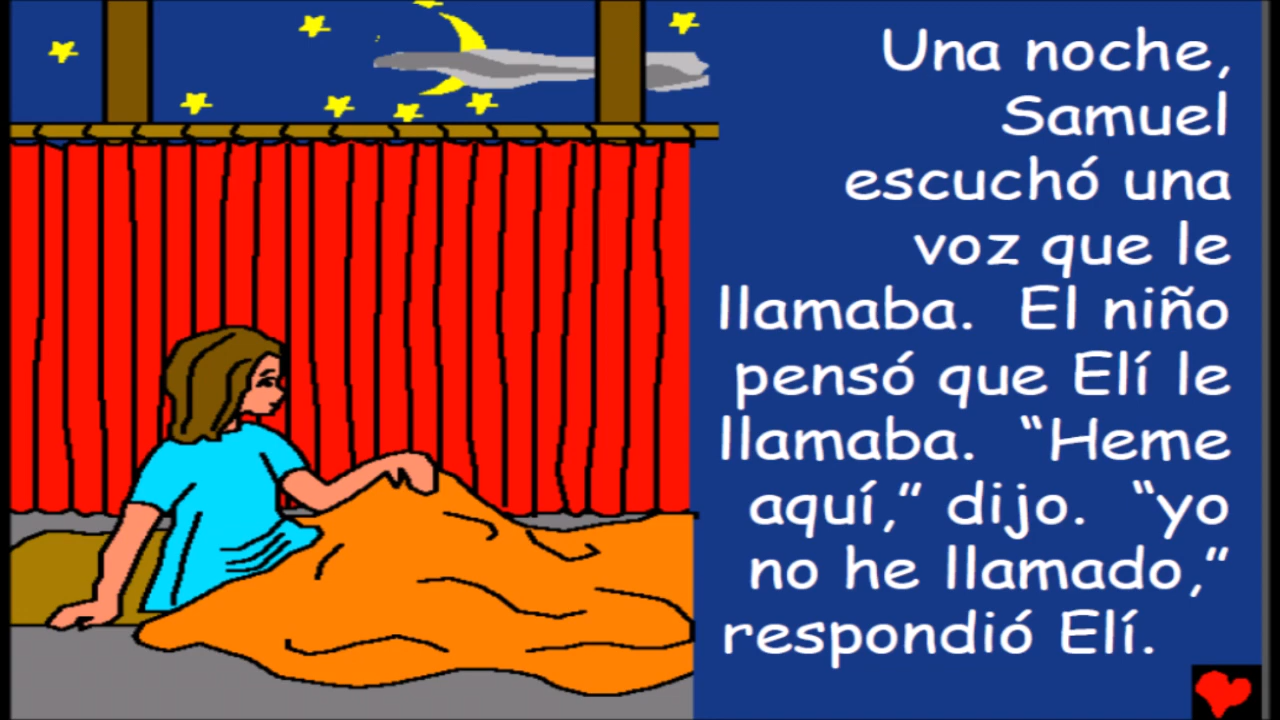 Una noche,
Samuel
escuchó una
voz que le
llamaba.  El niño
pensó que Elí le
llamaba.  “Heme
aquí,” dijo.  “yo
no he llamado,”
respondió Elí.